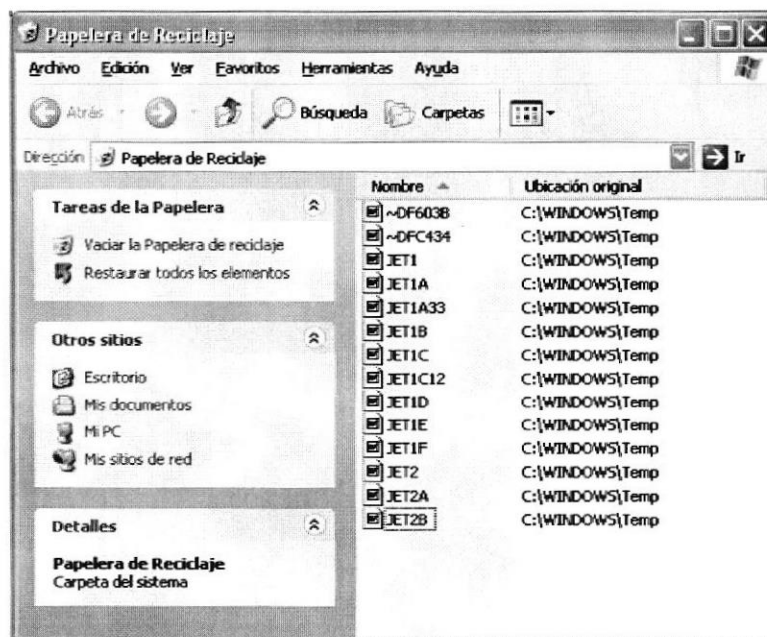 Papelera de Reciclaje
Archivo Edición Ver Favoritos Herramientas Ayuda
Atrás Búsqueda Carpetas
Dirección Papelera de Reciclaje Ir
Tareas de la Papelera
Vaciar la Papelera de reciclaje
Restaurar todos los elementos
Otros sitios
Escritorio
Mis documentos
Mi PC
Mis sitios de red
Detalles
Papelera de Reciclaje
Carpeta del sistema
Nombre Ubicación original
~DF603B C:\WINDOWS\Temp
~DFC434 C:\WINDOWS\Temp
JET1 C:\WINDOWS\Temp
JET1A C:\WINDOWS\Temp
JET1A33 C:\WINDOWS\Temp
JET1B C:\WINDOWS\Temp
JET1C C:\WINDOWS\Temp
JET1C12 C:\WINDOWS\Temp
JET1D C:\WINDOWS\Temp
JET1E C:\WINDOWS\Temp
JET1F C:\WINDOWS\Temp
JET2 C:\WINDOWS\Temp
JET2A C:\WINDOWS\Temp
JET2B C:\WINDOWS\Temp